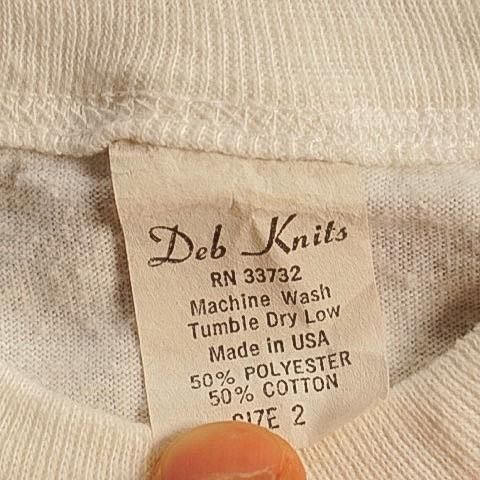 Deb Knits
RN 33732
Machine Wash
Tumble Dry Low
Made in USA
50% POLYESTER
50% COTTON
SIZE 2